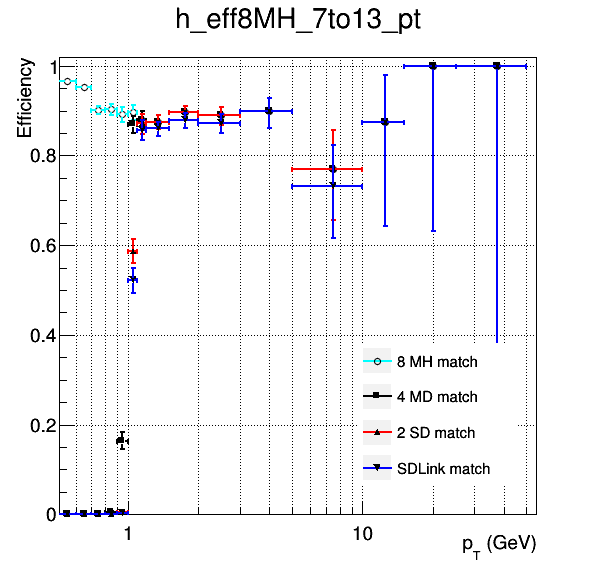 h_eff8MH_7to13_pt
Efficiency
1
0.8
0.6
0.4
0.2
0
8 MH match
4 MD match
2 SD match
SDLink match
1
10
pT (GeV)